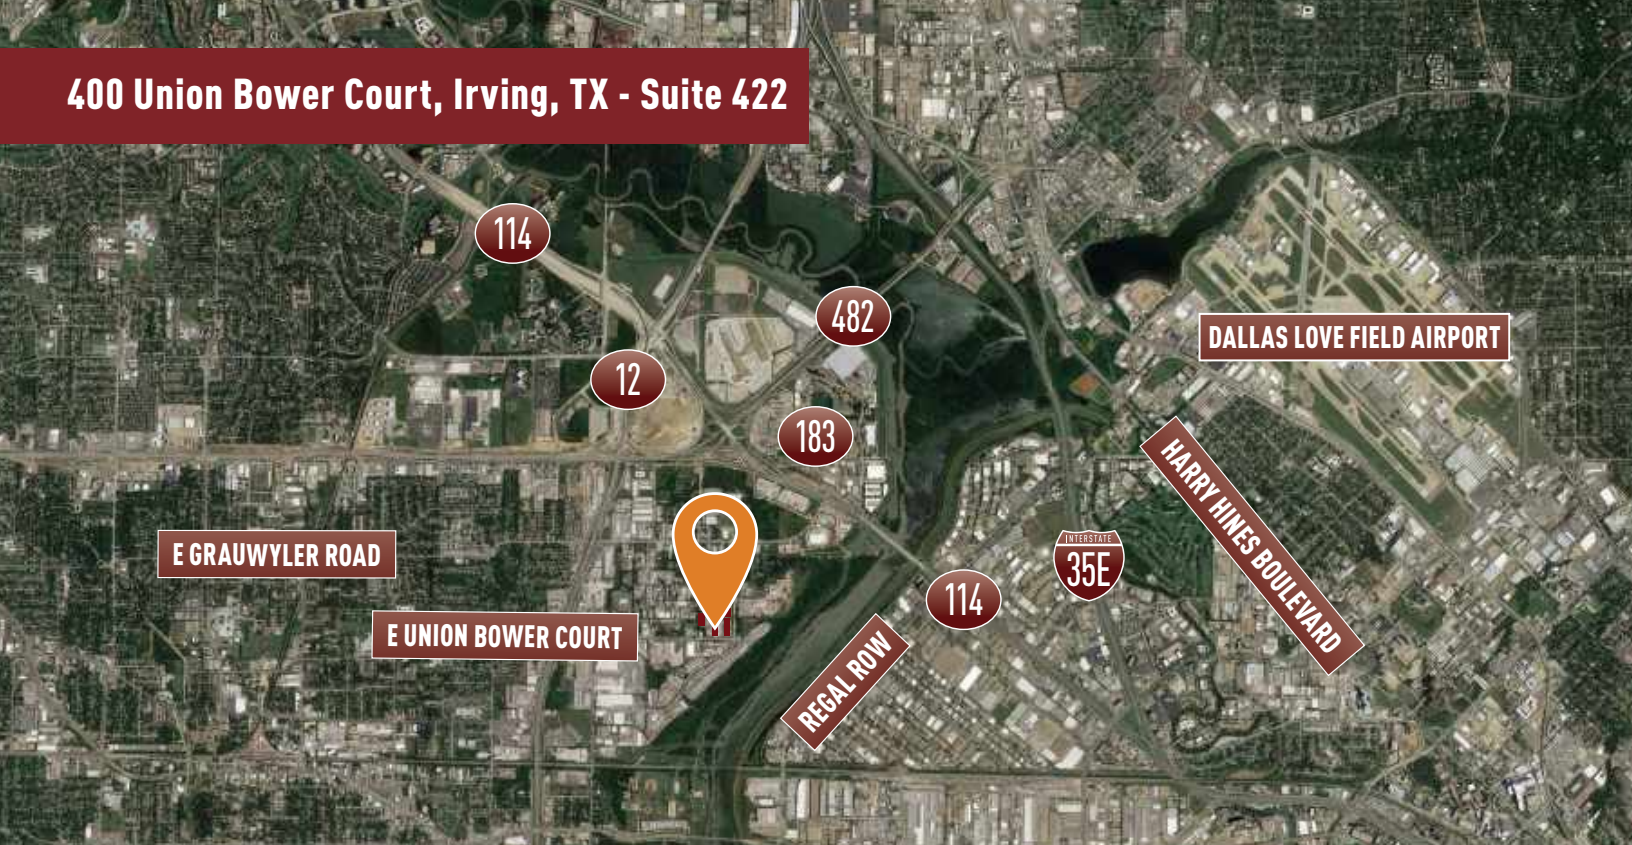 400 Union Bower Court, Irving, TX - Suite 422
114
482
DALLAS LOVE FIELD AIRPORT
12
183
HARRY HINES BOULEVARD
E GRAUWYLER ROAD
INTERSTATE
35E
114
E UNION BOWER COURT
REGAL ROW